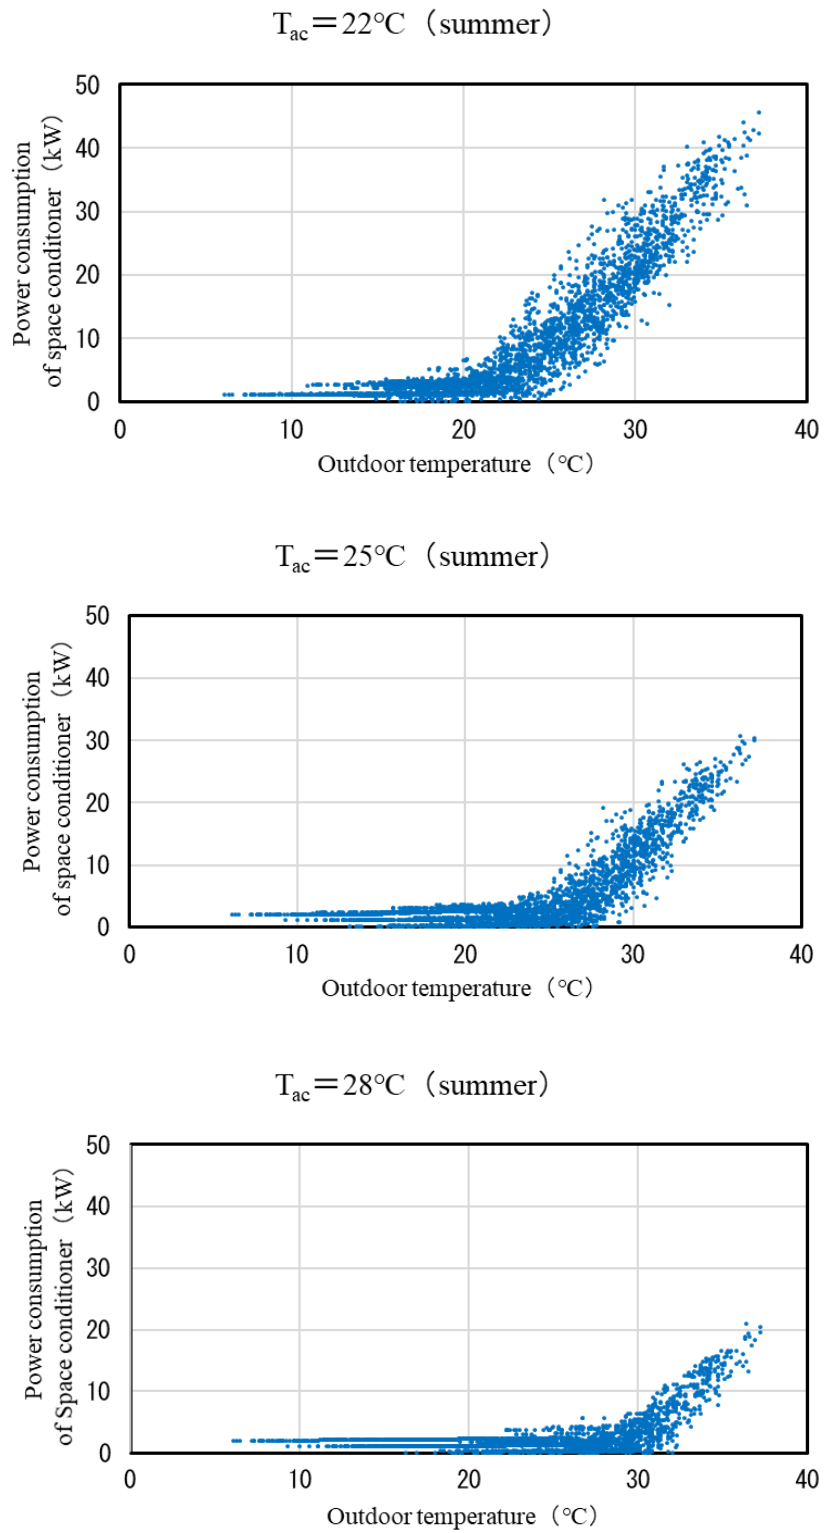 Tac＝22℃（summer）
50
40
30
20
10
0
Power consumption
of space conditoner（kW）
0 10 20 30 40
Outdoor temperature（℃）
Tac＝25℃（summer）
50
40
30
20
10
0
Power consumption
of space conditioner（kW）
0 10 20 30 40
Outdoor temperature（℃）
Tac＝28℃（summer）
50
40
30
20
10
0
Power consumption
of Space conditioner（kW）
0 10 20 30 40
Outdoor temperature（℃）